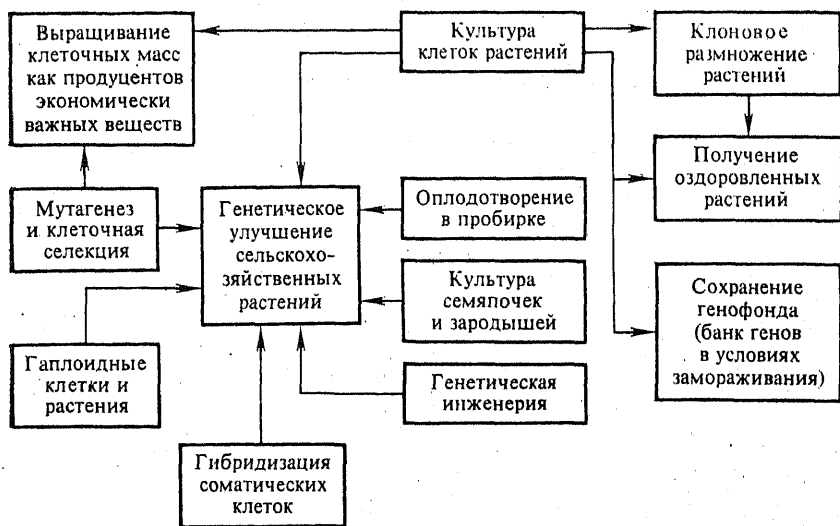 Выращивание
клеточных масс
как продуцентов
экономически
важных веществ
Культура
клеток растений
Клоновое
размножение
растений
Получение
оздоровленных
растений
Мутагенез
и клеточная
селекция
Генетическое
улучшение
сельскохо-
зяйственных
растений
Оплодотворение
в пробирке
Культура
семяпочек
и зародышей
Сохранение
генофонда
(банк генов
в условиях
замораживания)
Гаплоидные
клетки и
растения
Генетическая
инженерия
Гибридизация
соматических
клеток